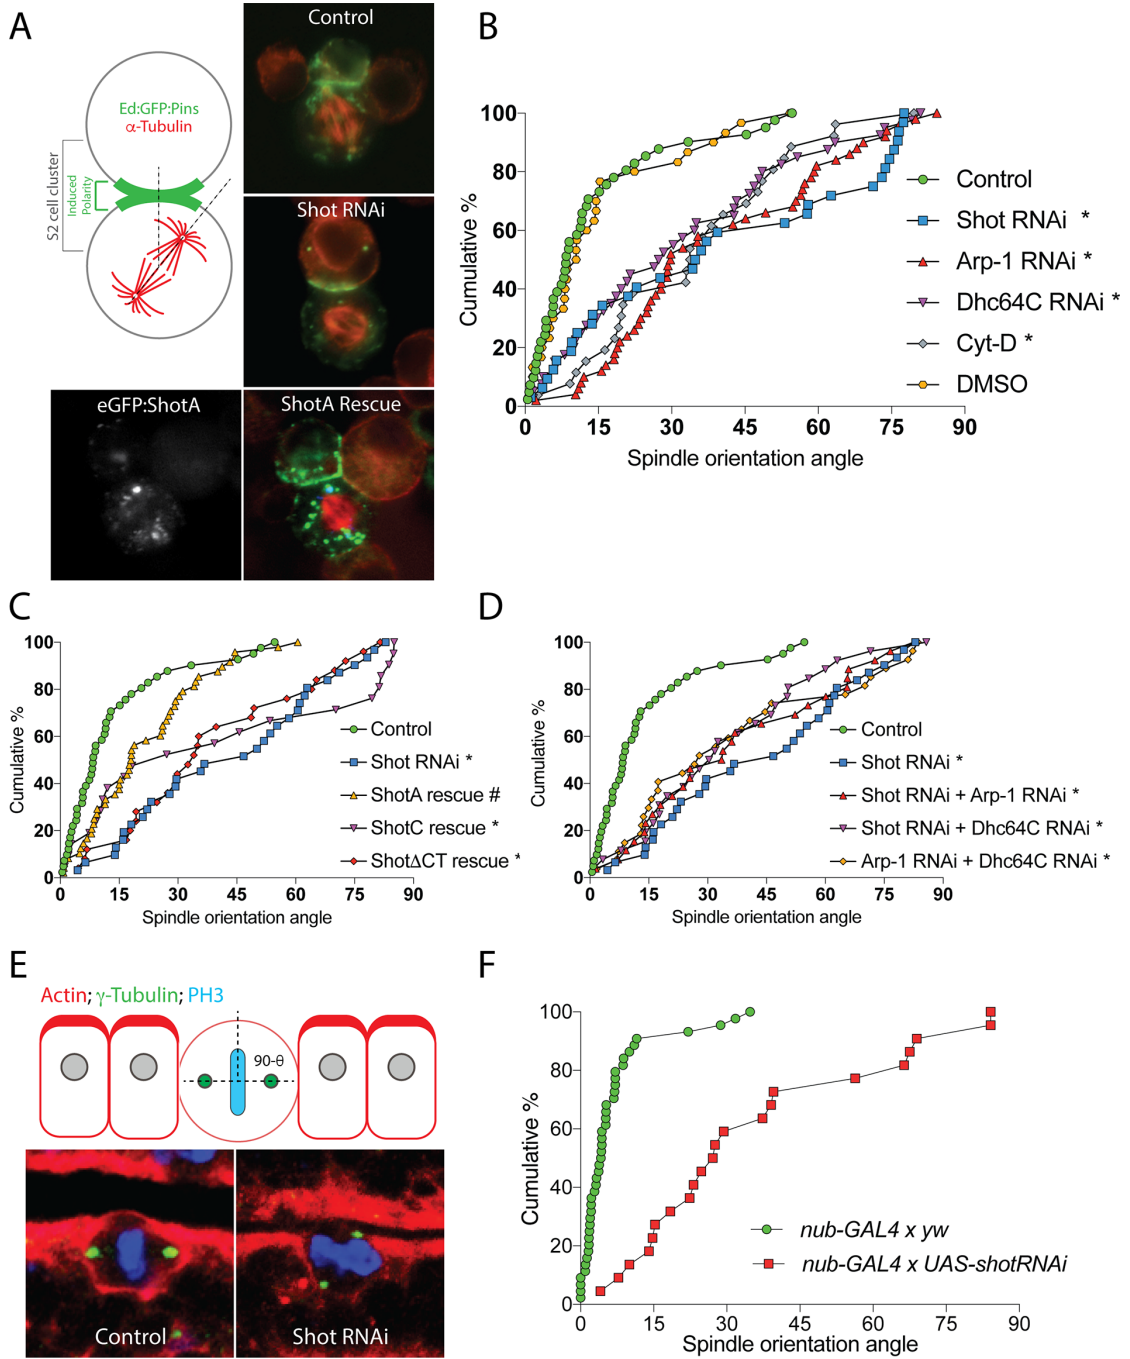 A
Control
Ed:GFP:Pins
α-Tubulin
S2 cell cluster
Induced
Polarity
Shot RNAi
eGFP:ShotA
ShotA Rescue
B
100
80
60
40
20
0
Cumulative %
0 15 30 45 60 75 90
Spindle orientation angle
Control
Shot RNAi *
Arp-1 RNAi *
Dhc64C RNAi *
Cyt-D *
DMSO
C
100
80
60
40
20
0
Cumulative %
0 15 30 45 60 75 90
Spindle orientation angle
Control
Shot RNAi *
ShotA rescue #
ShotC rescue *
ShotΔCT rescue *
D
100
80
60
40
20
0
Cumulative %
0 15 30 45 60 75 90
Spindle orientation angle
Control
Shot RNAi *
Shot RNAi + Arp-1 RNAi *
Shot RNAi + Dhc64C RNAi *
Arp-1 RNAi + Dhc64C RNAi *
E
Actin; γ-Tubulin; PH3
90-θ
Control
Shot RNAi
F
100
80
60
40
20
0
Cumulative %
0 15 30 45 60 75 90
Spindle orientation angle
nub-GAL4 x yw
nub-GAL4 x UAS-shotRNAi